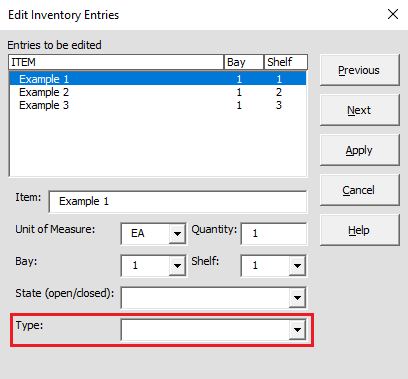 Edit Inventory Entries
Entries to be edited
ITEM Bay Shelf
Example 1 1 1
Example 2 1 2
Example 3 1 3
Previous
Next
Apply
Cancel
Help
Item: Example 1
Unit of Measure: EA Quantity: 1
Bay: 1 Shelf: 1
State (open/closed):
Type: